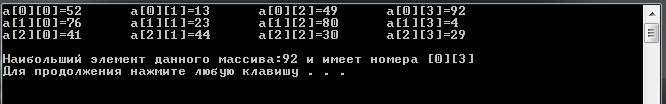 a[0][0]=52 a[0][1]=13 a[0][2]=49 a[0][3]=92
a[1][0]=76 a[1][1]=23 a[1][2]=80 a[1][3]=4
a[2][0]=41 a[2][1]=44 a[2][2]=30 a[2][3]=29
Наибольший элемент данного массива:92 и имеет номера [0][3]
Для продолжения нажмите любую клавишу . . .